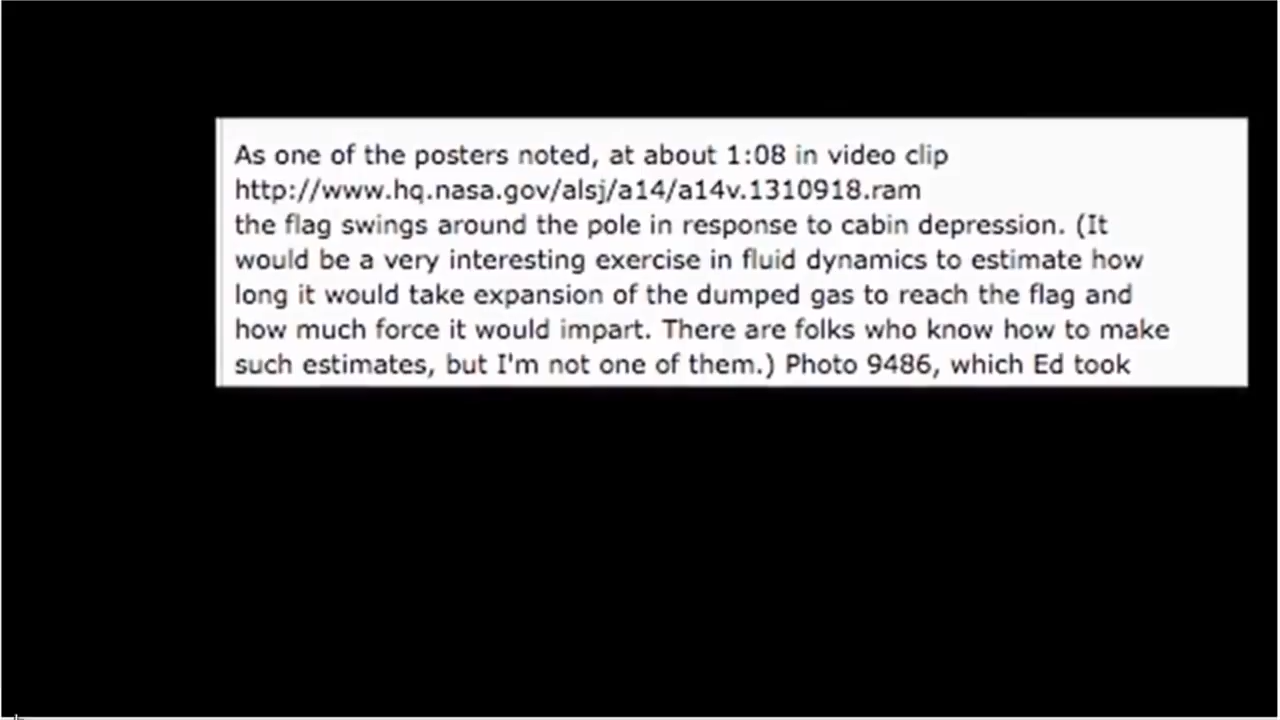 As one of the posters noted, at about 1:08 in video clip
http://www.hq.nasa.gov/alsj/a14/a14v.1310918.ram
the flag swings around the pole in response to cabin depression. (It
would be a very interesting exercise in fluid dynamics to estimate how
long it would take expansion of the dumped gas to reach the flag and
how much force it would impart. There are folks who know how to make
such estimates, but I'm not one of them.) Photo 9486, which Ed took